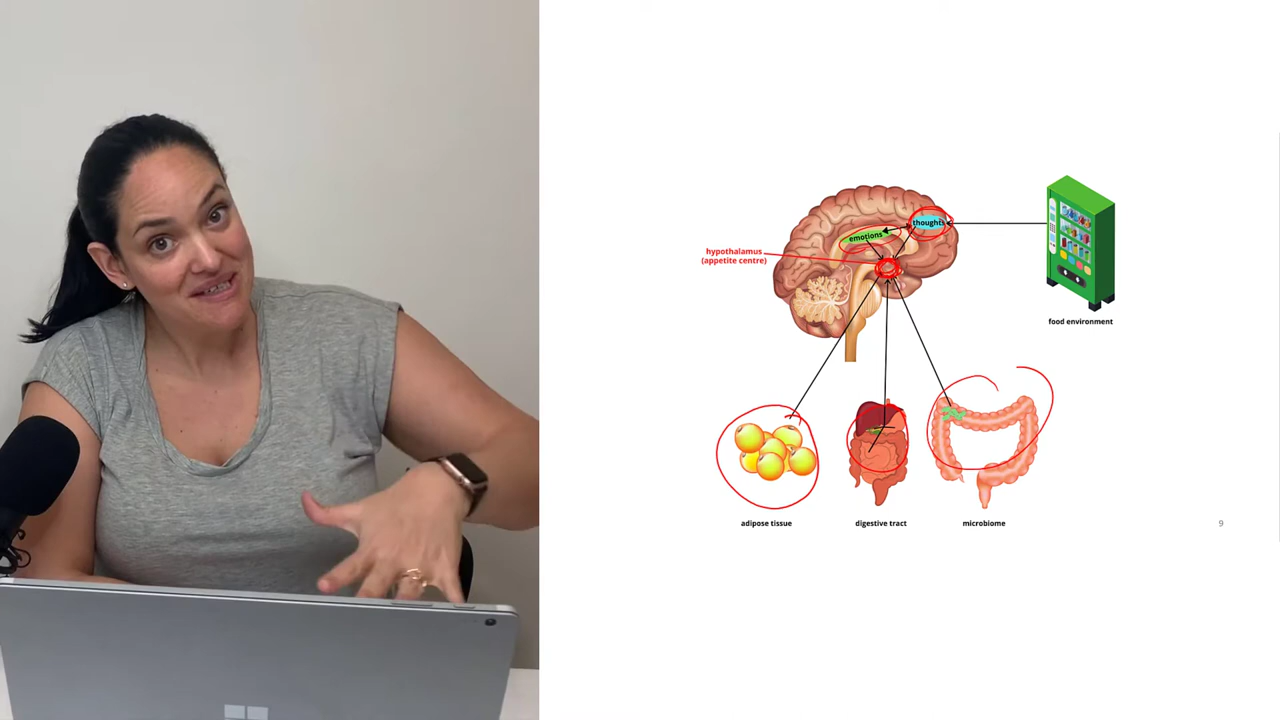 thoughts
emotions
hypothalamus
(appetite centre)
food environment
adipose tissue
digestive tract
microbiome
9